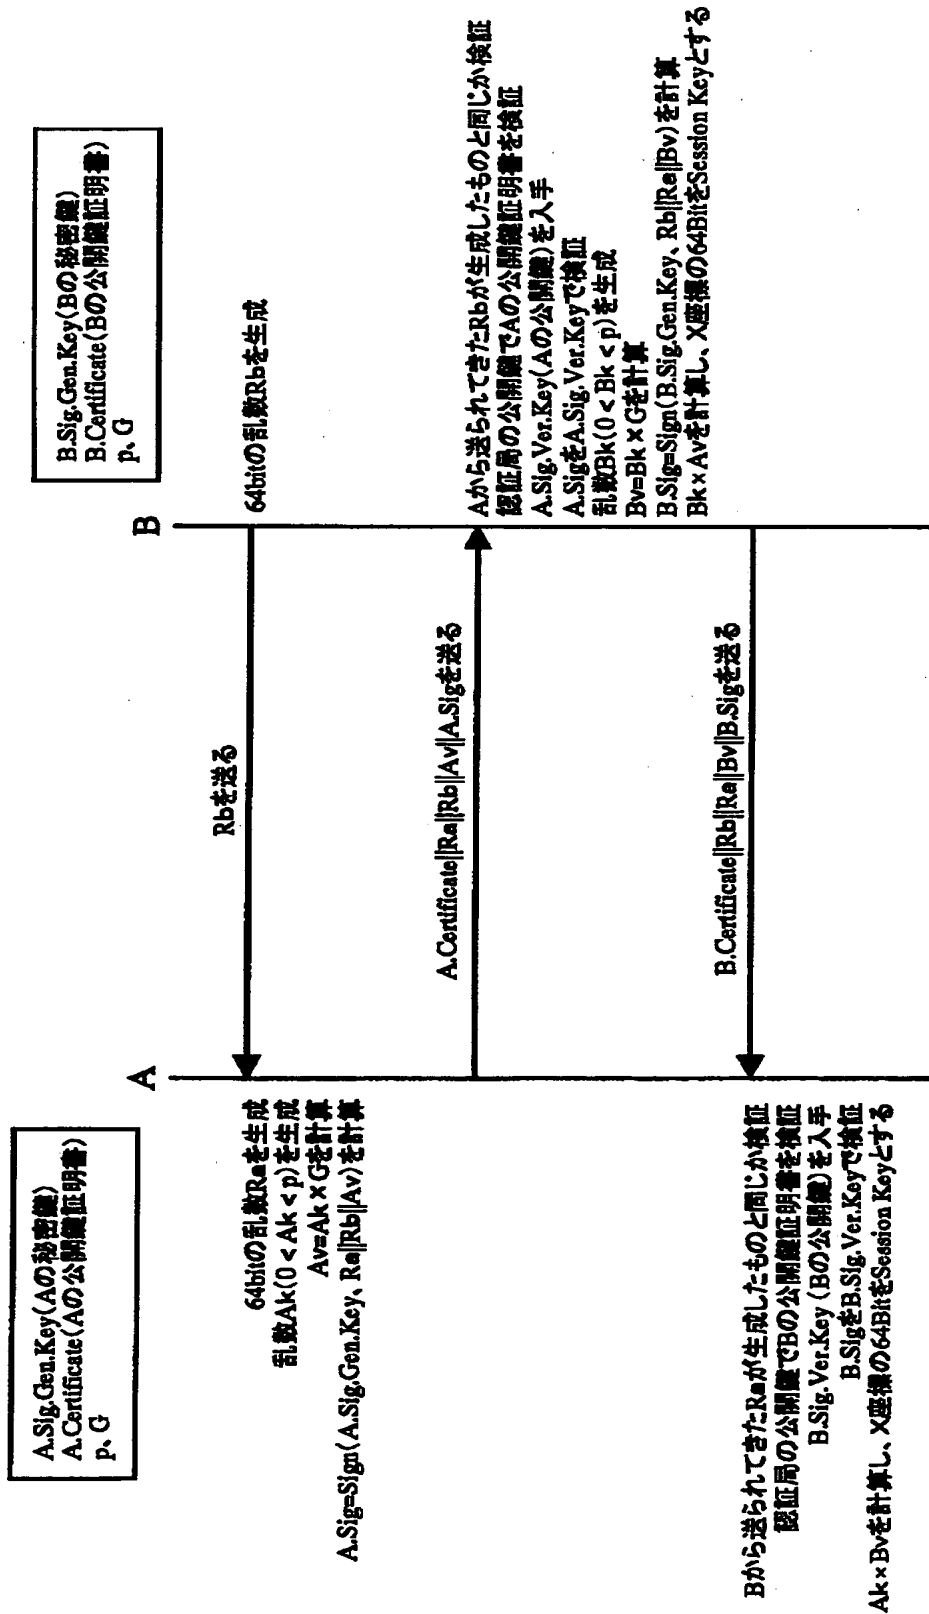 A.Sig.Gen.Key(Aの秘密鍵)
A.Certificate(Aの公開鍵証明書)
p、G
B.Sig.Gen.Key(Bの秘密鍵)
B.Certificate(Bの公開鍵証明書)
p、G
A
B
Rbを送る
64bitの乱数Rbを生成
64bitの乱数Raを生成
乱数Ak(0<Ak<p)を生成
Av=Ak×Gを計算
A.Sig=Sign(A.Sig.Gen.Key、Ra||Rb||Av)を計算
A.Certificate||Ra||Rb||Av||A.Sigを送る
Aから送られてきたRbが生成したものと同じか検証
認証局の公開鍵でAの公開鍵証明書を検証
A.Sig.Ver.Key(Aの公開鍵)を入手
A.SigをA.Sig.Ver.Keyで検証
乱数Bk(0<Bk<p)を生成
Bv=Bk×Gを計算
B.Sig=Sign(B.Sig.Gen.Key、Rb||Ra||Bv)を計算
Bk×Avを計算し、X座標の64BitをSession Keyとする
B.Certificate||Rb||Ra||Bv||B.Sigを送る
Bから送られてきたRaが生成したものと同じか検証
認証局の公開鍵でBの公開鍵証明書を検証
B.Sig.Ver.Key (Bの公開鍵)を入手
B.SigをB.Sig.Ver.Keyで検証
Ak×Bvを計算し、X座標の64BitをSession Keyとする